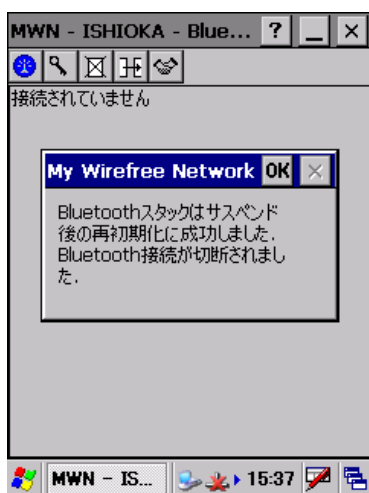 MWN - ISHIOKA - Blue... ? _ ×
接続されていません
My Wirefree Network OK ×
Bluetoothスタックはサスペンド
後の再初期化に成功しました.
Bluetooth接続が切断されまし
た.
MWN - IS... 15:37